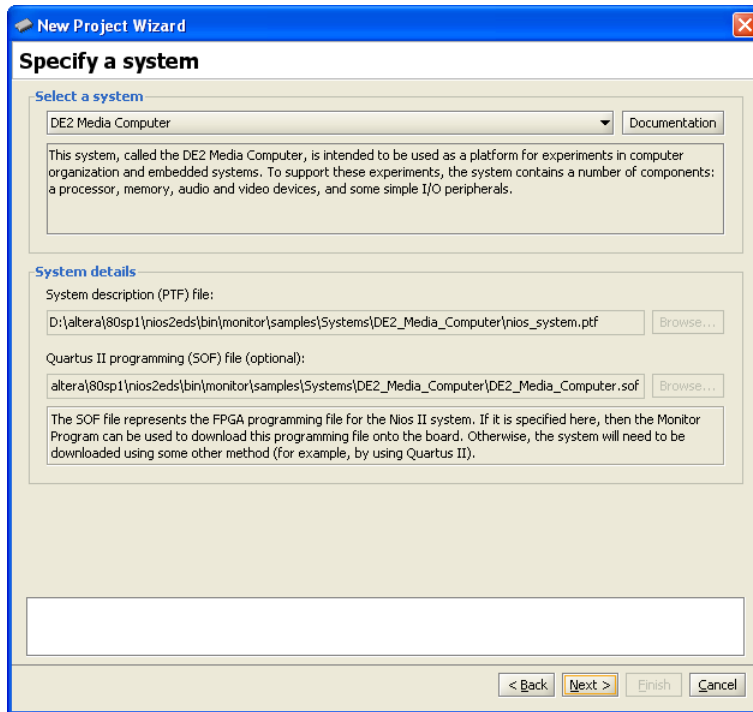 New Project Wizard
Specify a system
Select a system
DE2 Media Computer
Documentation
This system, called the DE2 Media Computer, is intended to be used as a platform for experiments in computer
organization and embedded systems. To support these experiments, the system contains a number of components:
a processor, memory, audio and video devices, and some simple I/O peripherals.
System details
System description (PTF) file:
D:\altera\80sp1\nios2eds\bin\monitor\samples\Systems\DE2_Media_Computer\nios_system.ptf
Browse...
Quartus II programming (SOF) file (optional):
altera\80sp1\nios2eds\bin\monitor\samples\Systems\DE2_Media_Computer\DE2_Media_Computer.sof
Browse...
The SOF file represents the FPGA programming file for the Nios II system. If it is specified here, then the Monitor
Program can be used to download this programming file onto the board. Otherwise, the system will need to be
downloaded using some other method (for example, by using Quartus II).
< Back
Next >
Finish
Cancel